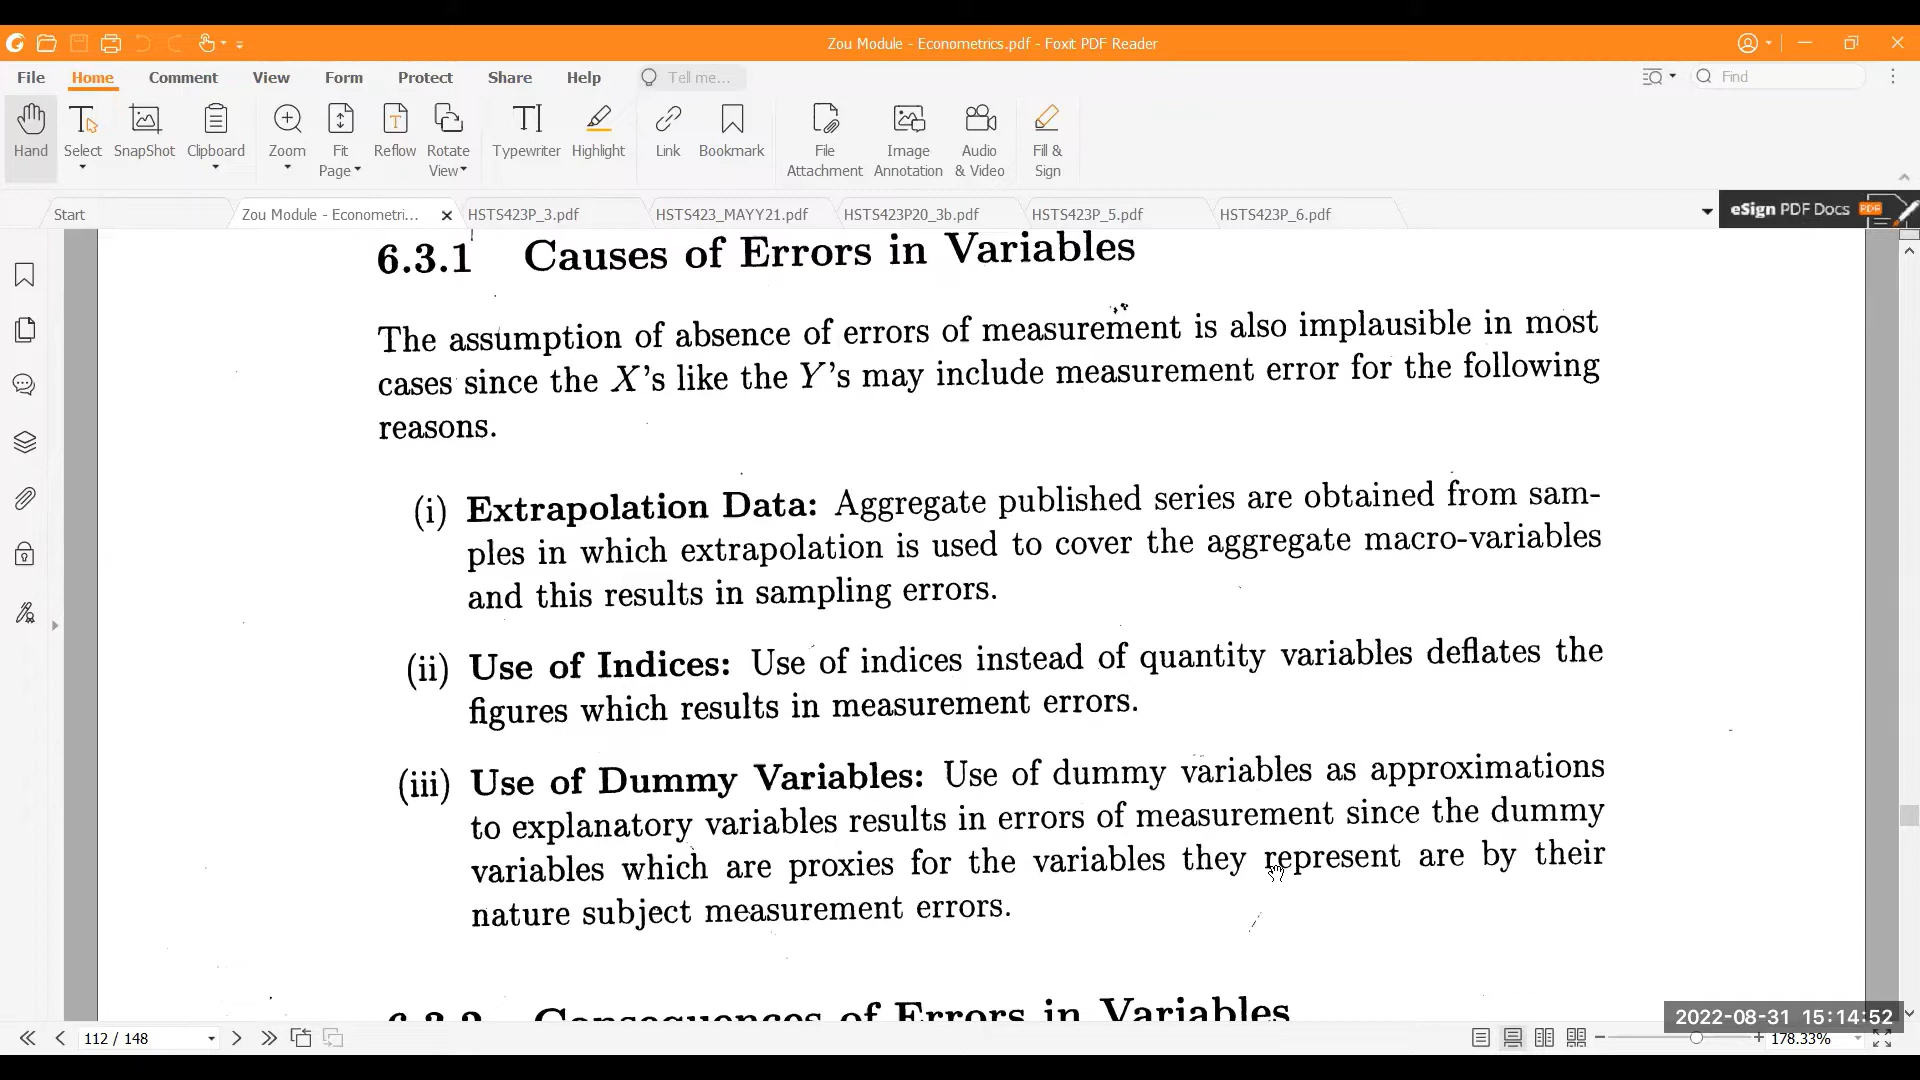 Zou Module - Econometrics.pdf - Foxit PDF Reader
File Home Comment View Form Protect Share Help Tell me... Find
Hand Select SnapShot Clipboard Zoom Fit Page Reflow Rotate View Typewriter Highlight Link Bookmark File Attachment Image Annotation Audio & Video Fill & Sign
Start Zou Module - Econometri... HSTS423P_3.pdf HSTS423_MAYY21.pdf HSTS423P20_3b.pdf HSTS423P_5.pdf HSTS423P_6.pdf eSign PDF Docs PDF
6.3.1 Causes of Errors in Variables
The assumption of absence of errors of measurement is also implausible in most
cases since the X's like the Y's may include measurement error for the following
reasons.
(i) Extrapolation Data: Aggregate published series are obtained from sam-
ples in which extrapolation is used to cover the aggregate macro-variables
and this results in sampling errors.
(ii) Use of Indices: Use of indices instead of quantity variables deflates the
figures which results in measurement errors.
(iii) Use of Dummy Variables: Use of dummy variables as approximations
to explanatory variables results in errors of measurement since the dummy
variables which are proxies for the variables they represent are by their
nature subject measurement errors.
6.3.2 Consequences of Errors in Variables
2022-08-31 15:14:52
112 / 148 178.33%